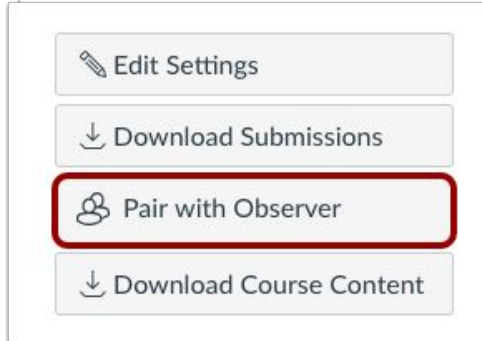 Edit Settings
Download Submissions
Pair with Observer
Download Course Content